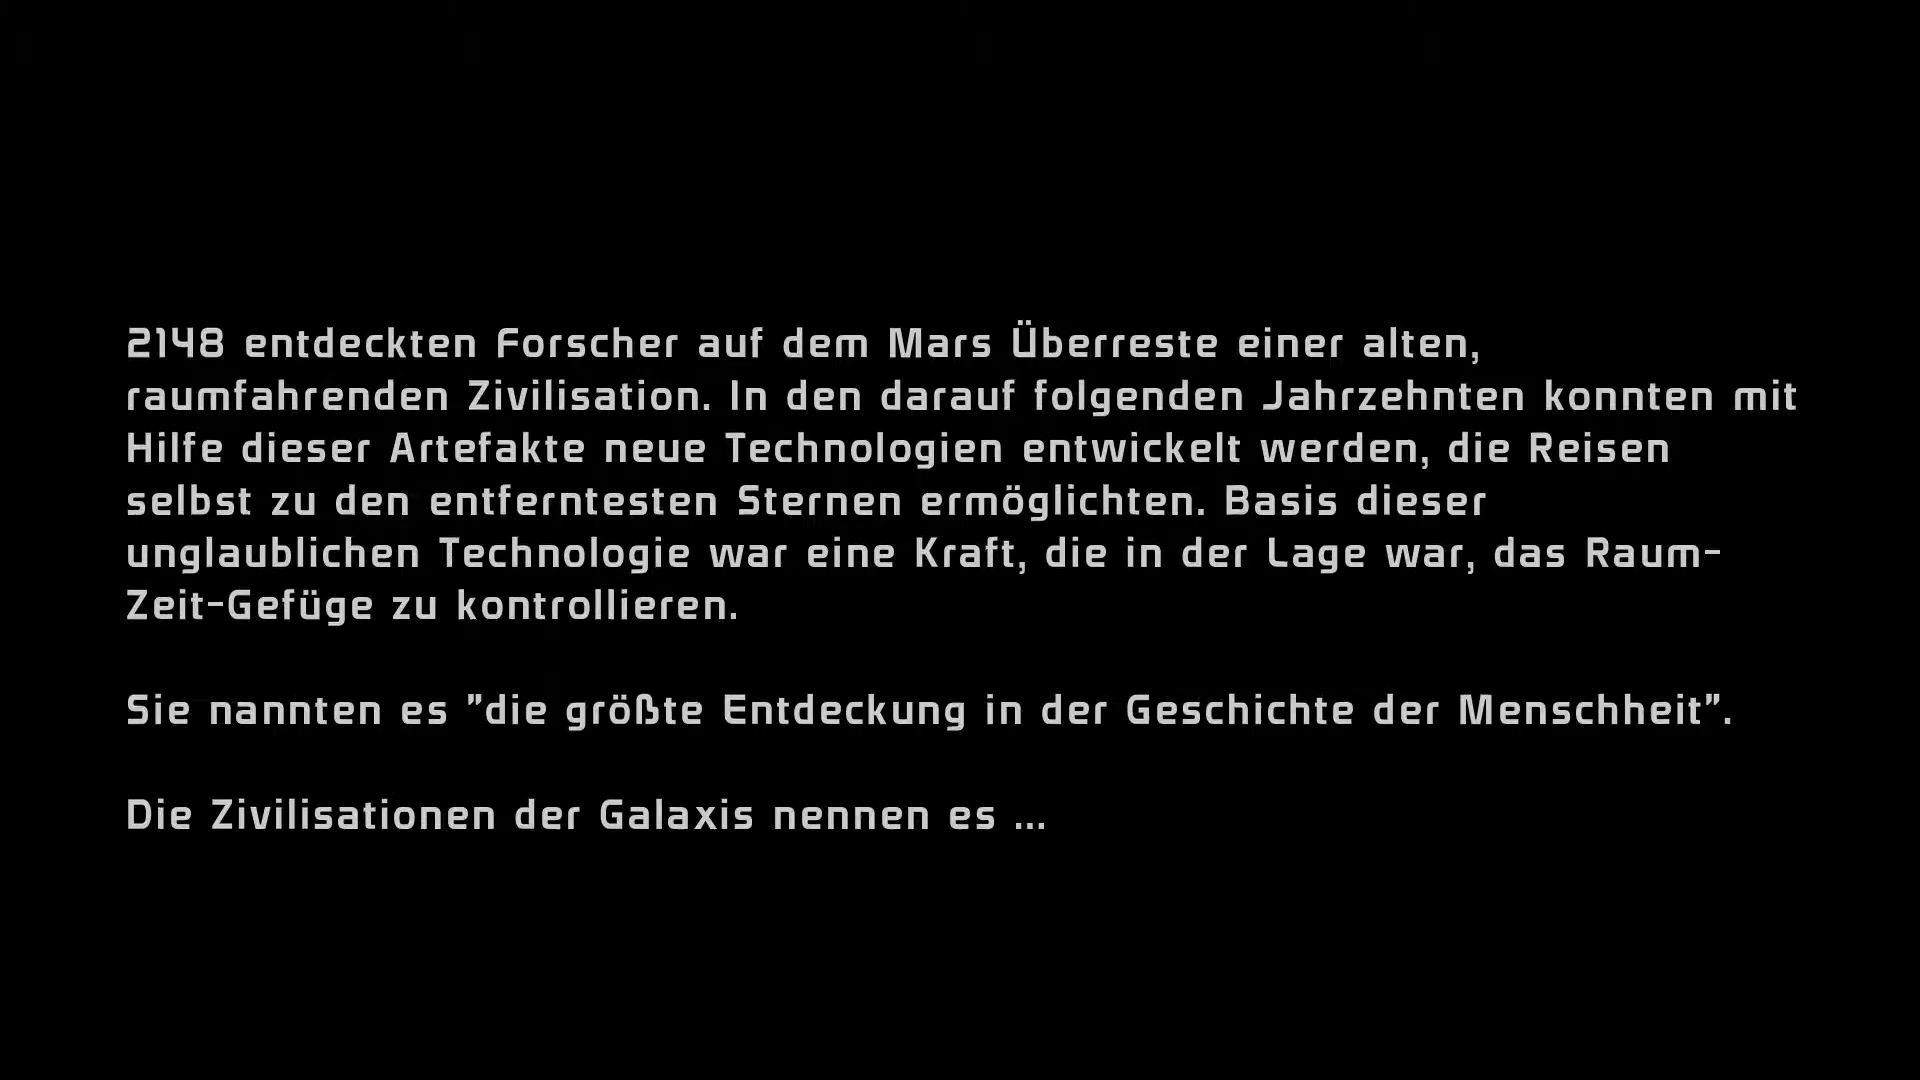 2148 entdeckten Forscher auf dem Mars Überreste einer alten,
raumfahrenden Zivilisation. In den darauf folgenden Jahrzehnten konnten mit
Hilfe dieser Artefakte neue Technologien entwickelt werden, die Reisen
selbst zu den entferntesten Sternen ermöglichten. Basis dieser
unglaublichen Technologie war eine Kraft, die in der Lage war, das Raum-
Zeit-Gefüge zu kontrollieren.
Sie nannten es "die größte Entdeckung in der Geschichte der Menschheit".
Die Zivilisationen der Galaxis nennen es ...